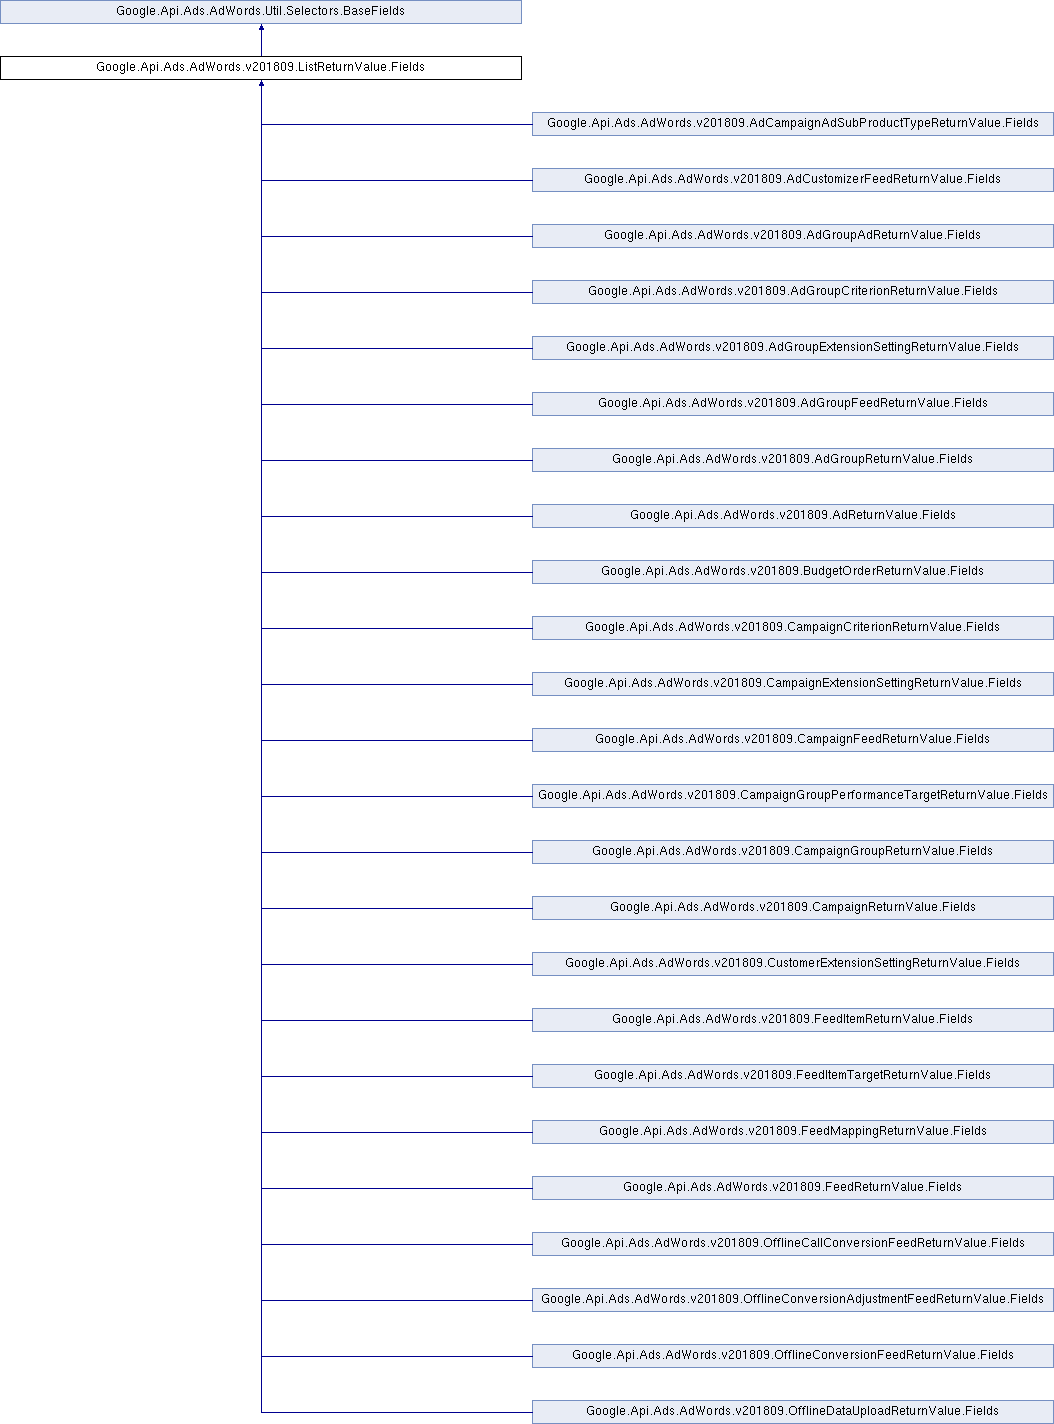 Google.Api.Ads.AdWords.Util.Selectors.BaseFields
Google.Api.Ads.AdWords.v201809.ListReturnValue.Fields
Google.Api.Ads.AdWords.v201809.AdCampaignAdSubProductTypeReturnValue.Fields
Google.Api.Ads.AdWords.v201809.AdCustomizerFeedReturnValue.Fields
Google.Api.Ads.AdWords.v201809.AdGroupAdReturnValue.Fields
Google.Api.Ads.AdWords.v201809.AdGroupCriterionReturnValue.Fields
Google.Api.Ads.AdWords.v201809.AdGroupExtensionSettingReturnValue.Fields
Google.Api.Ads.AdWords.v201809.AdGroupFeedReturnValue.Fields
Google.Api.Ads.AdWords.v201809.AdGroupReturnValue.Fields
Google.Api.Ads.AdWords.v201809.AdReturnValue.Fields
Google.Api.Ads.AdWords.v201809.BudgetOrderReturnValue.Fields
Google.Api.Ads.AdWords.v201809.CampaignCriterionReturnValue.Fields
Google.Api.Ads.AdWords.v201809.CampaignExtensionSettingReturnValue.Fields
Google.Api.Ads.AdWords.v201809.CampaignFeedReturnValue.Fields
Google.Api.Ads.AdWords.v201809.CampaignGroupPerformanceTargetReturnValue.Fields
Google.Api.Ads.AdWords.v201809.CampaignGroupReturnValue.Fields
Google.Api.Ads.AdWords.v201809.CampaignReturnValue.Fields
Google.Api.Ads.AdWords.v201809.CustomerExtensionSettingReturnValue.Fields
Google.Api.Ads.AdWords.v201809.FeedItemReturnValue.Fields
Google.Api.Ads.AdWords.v201809.FeedItemTargetReturnValue.Fields
Google.Api.Ads.AdWords.v201809.FeedMappingReturnValue.Fields
Google.Api.Ads.AdWords.v201809.FeedReturnValue.Fields
Google.Api.Ads.AdWords.v201809.OfflineCallConversionFeedReturnValue.Fields
Google.Api.Ads.AdWords.v201809.OfflineConversionAdjustmentFeedReturnValue.Fields
Google.Api.Ads.AdWords.v201809.OfflineConversionFeedReturnValue.Fields
Google.Api.Ads.AdWords.v201809.OfflineDataUploadReturnValue.Fields